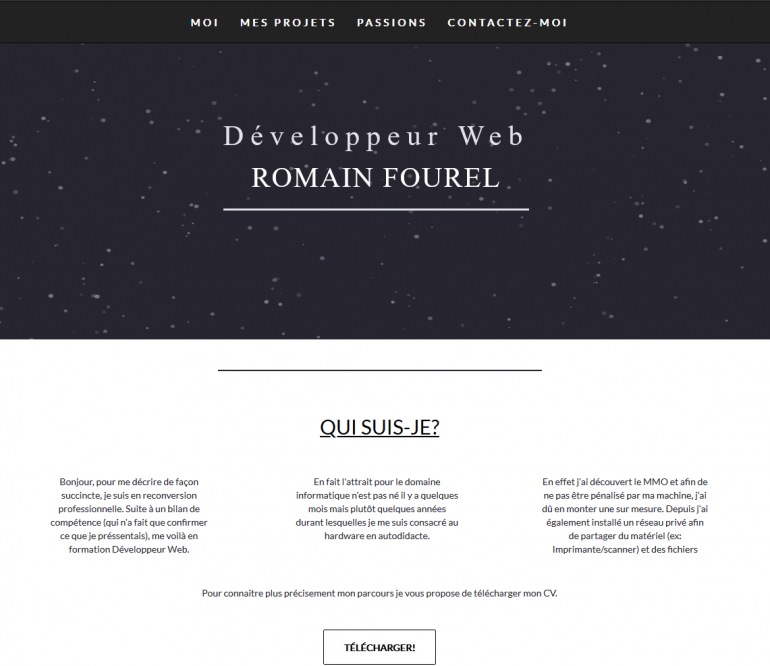 MOI MES PROJETS PASSIONS CONTACTEZ-MOI
Développeur Web
ROMAIN FOUREL
QUI SUIS-JE?
Bonjour, pour me décrire de façon
succincte, je suis en reconversion
professionnelle. Suite à un bilan de
compétence (qui n'a fait que confirmer
ce que je préssentais), me voilà en
formation Développeur Web.
En fait l'attrait pour le domaine
informatique n'est pas né il y a quelques
mois mais plutôt quelques années
durant lesquelles je me suis consacré au
hardware en autodidacte.
En effet j'ai découvert le MMO et afin de
ne pas être pénalisé par ma machine, j'ai
dû en monter une sur mesure. Depuis j'ai
également installé un réseau privé afin
de partager du matériel (ex:
Imprimante/scanner) et des fichiers
Pour connaitre plus précisement mon parcours je vous propose de télécharger mon CV.
TÉLÉCHARGER!